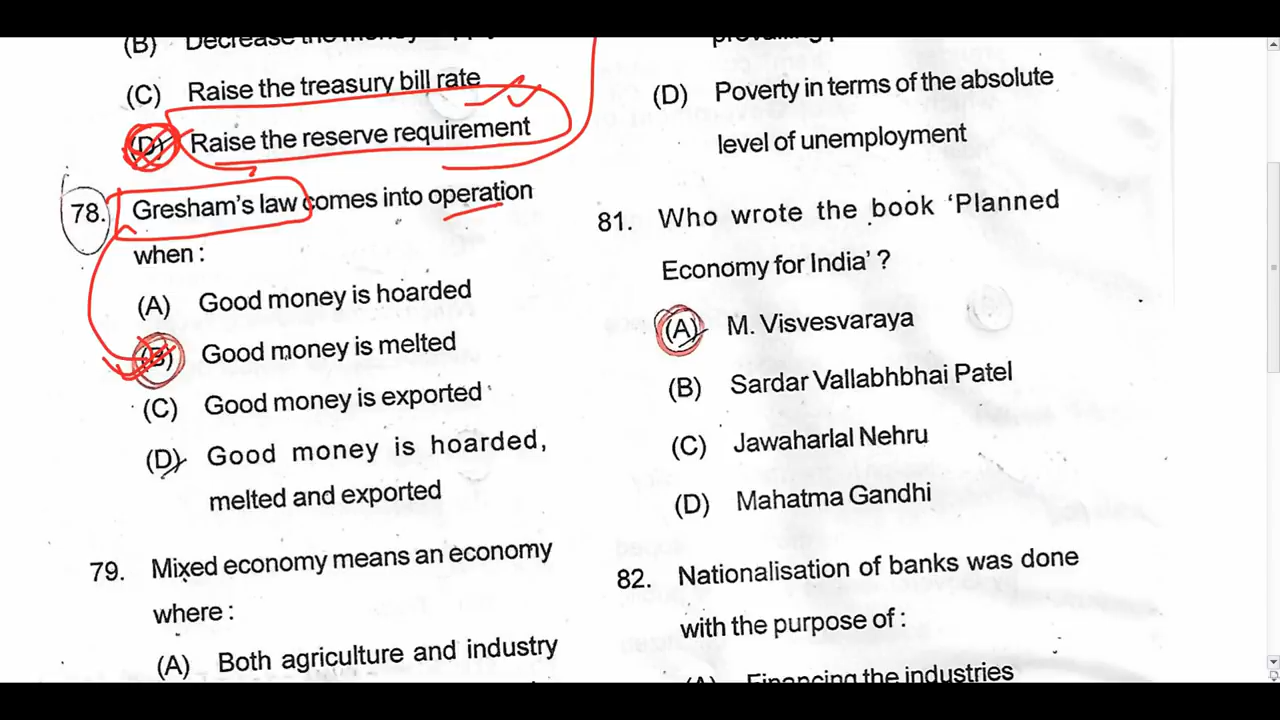 (B)
(C) Raise the treasury bill rate
(D) Raise the reserve requirement
78. Gresham's law comes into operation
when :
(A) Good money is hoarded
(B) Good money is melted
(C) Good money is exported
(D) Good money is hoarded,
melted and exported
79. Mixed economy means an economy
where :
(A) Both agriculture and industry
(D) Poverty in terms of the absolute
level of unemployment
81. Who wrote the book ‘Planned
Economy for India’ ?
(A) M. Visvesvaraya
(B) Sardar Vallabhbhai Patel
(C) Jawaharlal Nehru
(D) Mahatma Gandhi
82. Nationalisation of banks was done
with the purpose of :
(A) Financing the industries